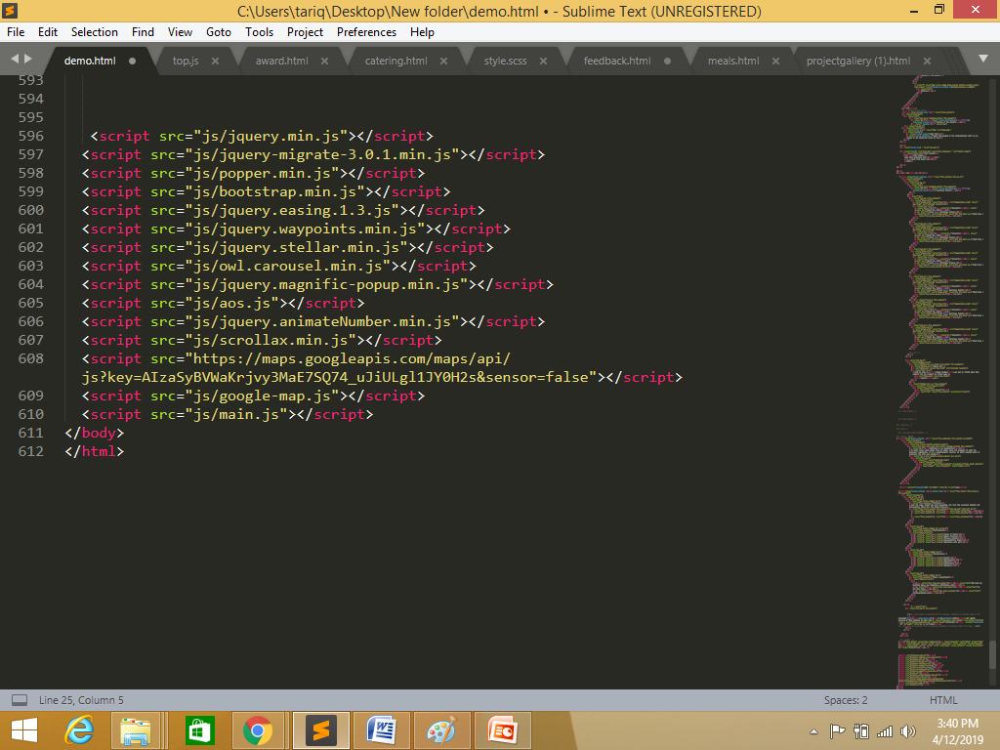 C:\Users\tariq\Desktop\New folder\demo.html • - Sublime Text (UNREGISTERED)
File Edit Selection Find View Goto Tools Project Preferences Help
demo.html top.js award.html catering.html style.scss feedback.html meals.html projectgallery (1).html
593
594
595
596 <script src="js/jquery.min.js"></script>
597 <script src="js/jquery-migrate-3.0.1.min.js"></script>
598 <script src="js/popper.min.js"></script>
599 <script src="js/bootstrap.min.js"></script>
600 <script src="js/jquery.easing.1.3.js"></script>
601 <script src="js/jquery.waypoints.min.js"></script>
602 <script src="js/jquery.stellar.min.js"></script>
603 <script src="js/owl.carousel.min.js"></script>
604 <script src="js/jquery.magnific-popup.min.js"></script>
605 <script src="js/aos.js"></script>
606 <script src="js/jquery.animateNumber.min.js"></script>
607 <script src="js/scrollax.min.js"></script>
608 <script src="https://maps.googleapis.com/maps/api/
js?key=AIzaSyBVWaKrjvy3MaE7SQ74_uJiULgl1JY0H2s&sensor=false"></script>
609 <script src="js/google-map.js"></script>
610 <script src="js/main.js"></script>
611 </body>
612 </html>
Line 25, Column 5 Spaces: 2 HTML
3:40 PM
4/12/2019